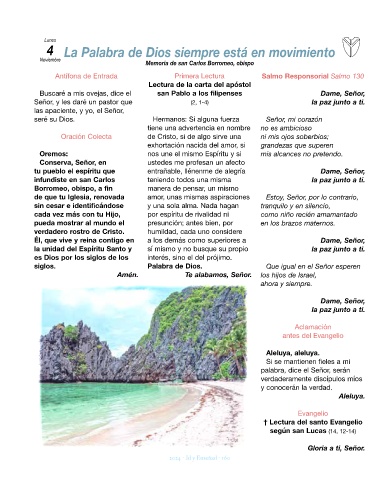 Lunes
4
Noviembre
La Palabra de Dios siempre está en movimiento
Memoria de san Carlos Borromeo, obispo
Antífona de Entrada
Buscaré a mis ovejas, dice el
Señor, y les daré un pastor que
las apaciente, y yo, el Señor,
seré su Dios.
Oración Colecta
Oremos:
Conserva, Señor, en
tu pueblo el espíritu que
infundiste en san Carlos
Borromeo, obispo, a fin
de que tu Iglesia, renovada
sin cesar e identificándose
cada vez más con tu Hijo,
pueda mostrar al mundo el
verdadero rostro de Cristo.
Él, que vive y reina contigo en
la unidad del Espíritu Santo y
es Dios por los siglos de los
siglos.
Amén.
Primera Lectura
Lectura de la carta del apóstol
san Pablo a los filipenses
(2, 1-4)
Hermanos: Si alguna fuerza
tiene una advertencia en nombre
de Cristo, si de algo sirve una
exhortación nacida del amor, si
nos une el mismo Espíritu y si
ustedes me profesan un afecto
entrañable, llénenme de alegría
teniendo todos una misma
manera de pensar, un mismo
amor, unas mismas aspiraciones
y una sola alma. Nada hagan
por espíritu de rivalidad ni
presunción; antes bien, por
humildad, cada uno considere
a los demás como superiores a
sí mismo y no busque su propio
interés, sino el del prójimo.
Palabra de Dios.
Te alabamos, Señor.
Salmo Responsorial Salmo 130
Dame, Señor,
la paz junto a ti.
Señor, mi corazón
no es ambicioso
ni mis ojos soberbios;
grandezas que superen
mis alcances no pretendo.
Dame, Señor,
la paz junto a ti.
Estoy, Señor, por lo contrario,
tranquilo y en silencio,
como niño recién amamantado
en los brazos maternos.
Dame, Señor,
la paz junto a ti.
Que igual en el Señor esperen
los hijos de Israel,
ahora y siempre.
Dame, Señor,
la paz junto a ti.
Aclamación
antes del Evangelio
Aleluya, aleluya.
Si se mantienen fieles a mi
palabra, dice el Señor, serán
verdaderamente discípulos míos
y conocerán la verdad.
Aleluya.
Evangelio
† Lectura del santo Evangelio
según san Lucas (14, 12-14)
Gloria a ti, Señor.